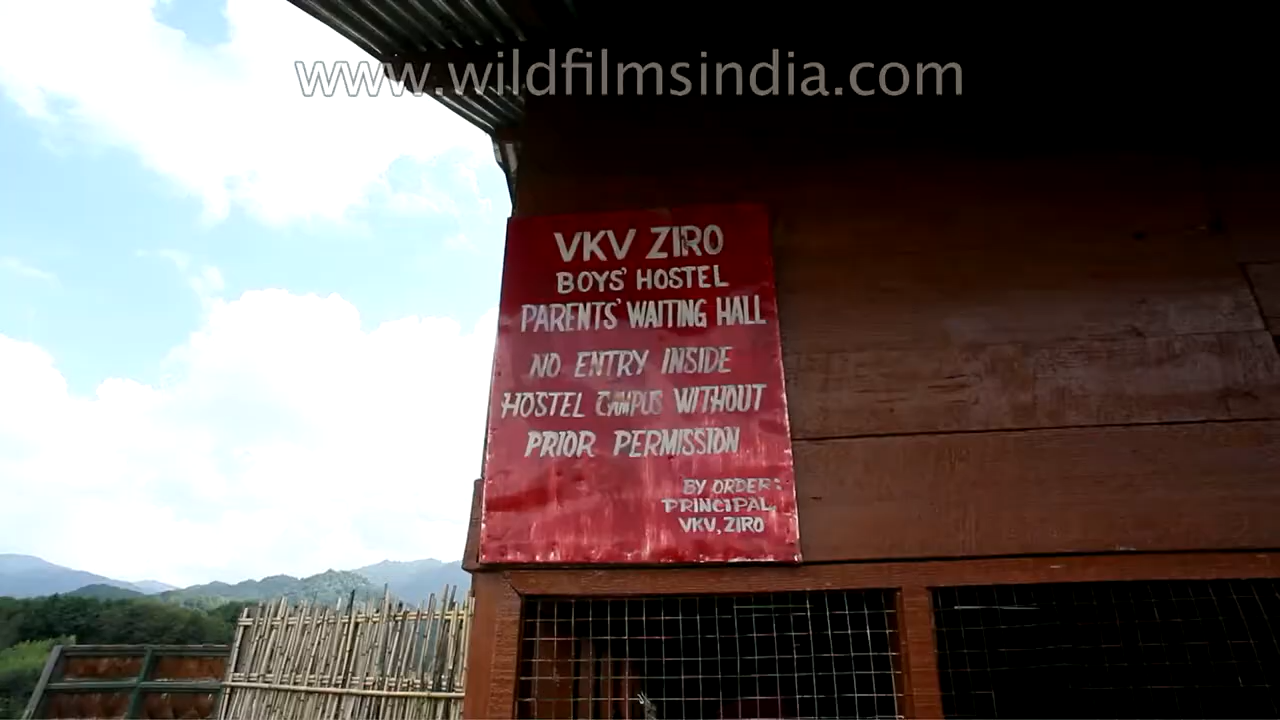 www.wildfilmsindia.com
VKV ZIRO
BOYS' HOSTEL
PARENTS' WAITING HALL
NO ENTRY INSIDE
HOSTEL CAMPUS WITHOUT
PRIOR PERMISSION
BY ORDER:
PRINCIPAL,
VKV, ZIRO